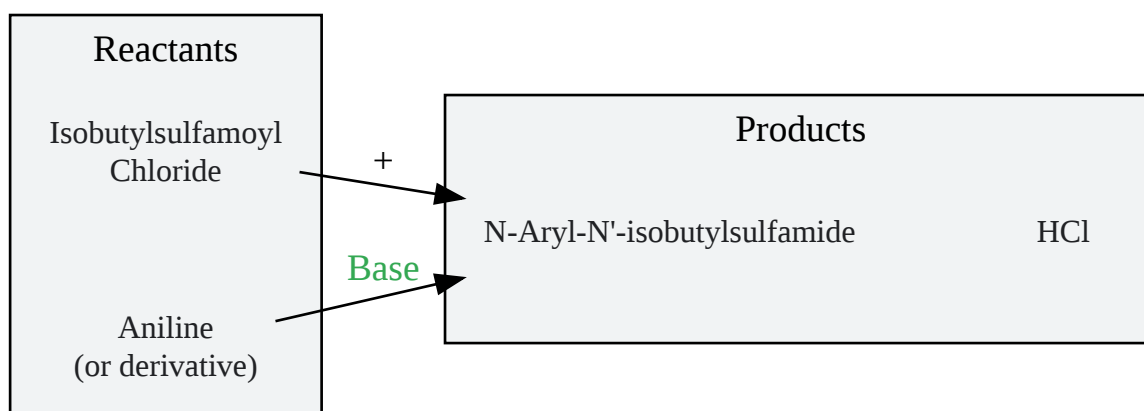 Reactants
Isobutylsulfamoyl
Chloride
+
Products
N-Aryl-N'-isobutylsulfamide
HCl
Base
Aniline
(or derivative)